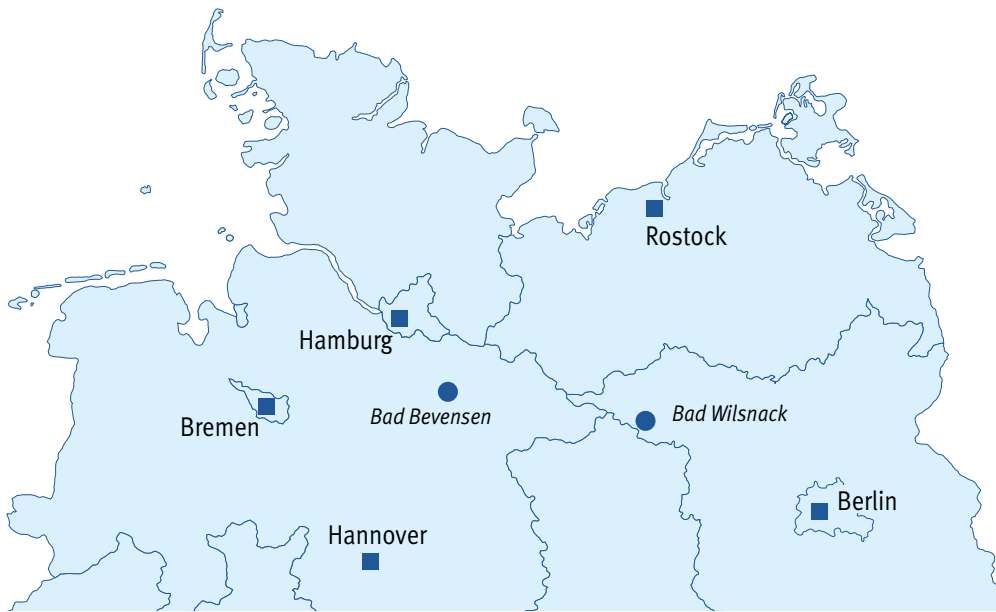 Rostock
Hamburg
Bad Bevensen
Bad Wilsnack
Bremen
Berlin
Hannover